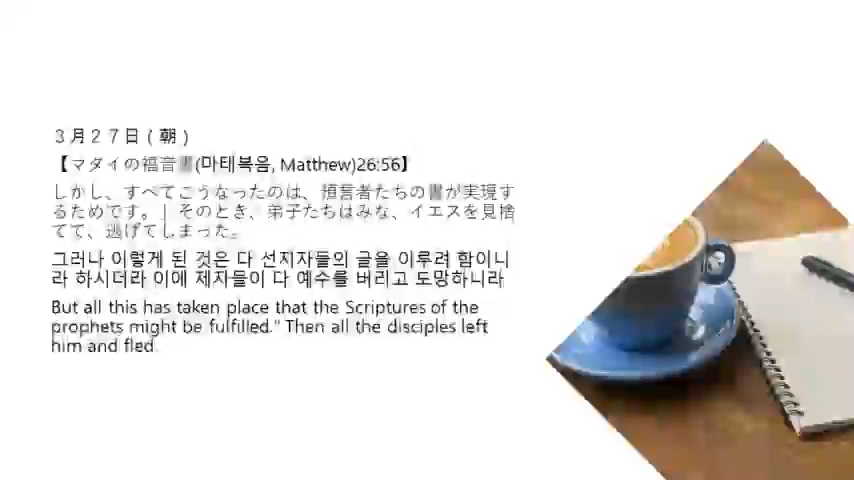 ３月２７日(朝)
【マタイの福音書(마태복음, Matthew)26:56】
しかし、すべてこうなったのは、預言者たちの書が実現す
るためです。」そのとき、弟子たちはみな、イエスを見捨
てて、逃げてしまった。
그러나 이렇게 된 것은 다 선지자들의 글을 이루려 함이니
라 하시더라 이에 제자들이 다 예수를 버리고 도망하니라
But all this has taken place that the Scriptures of the
prophets might be fulfilled." Then all the disciples left
him and fled.